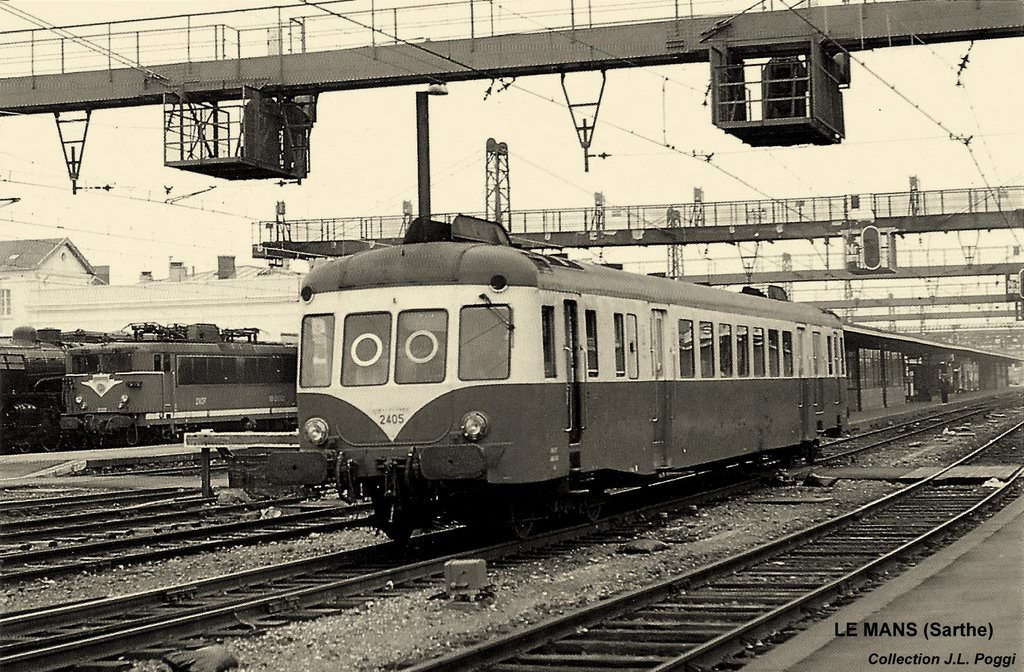 2405
LE MANS (Sarthe)
Collection J.L. Poggi